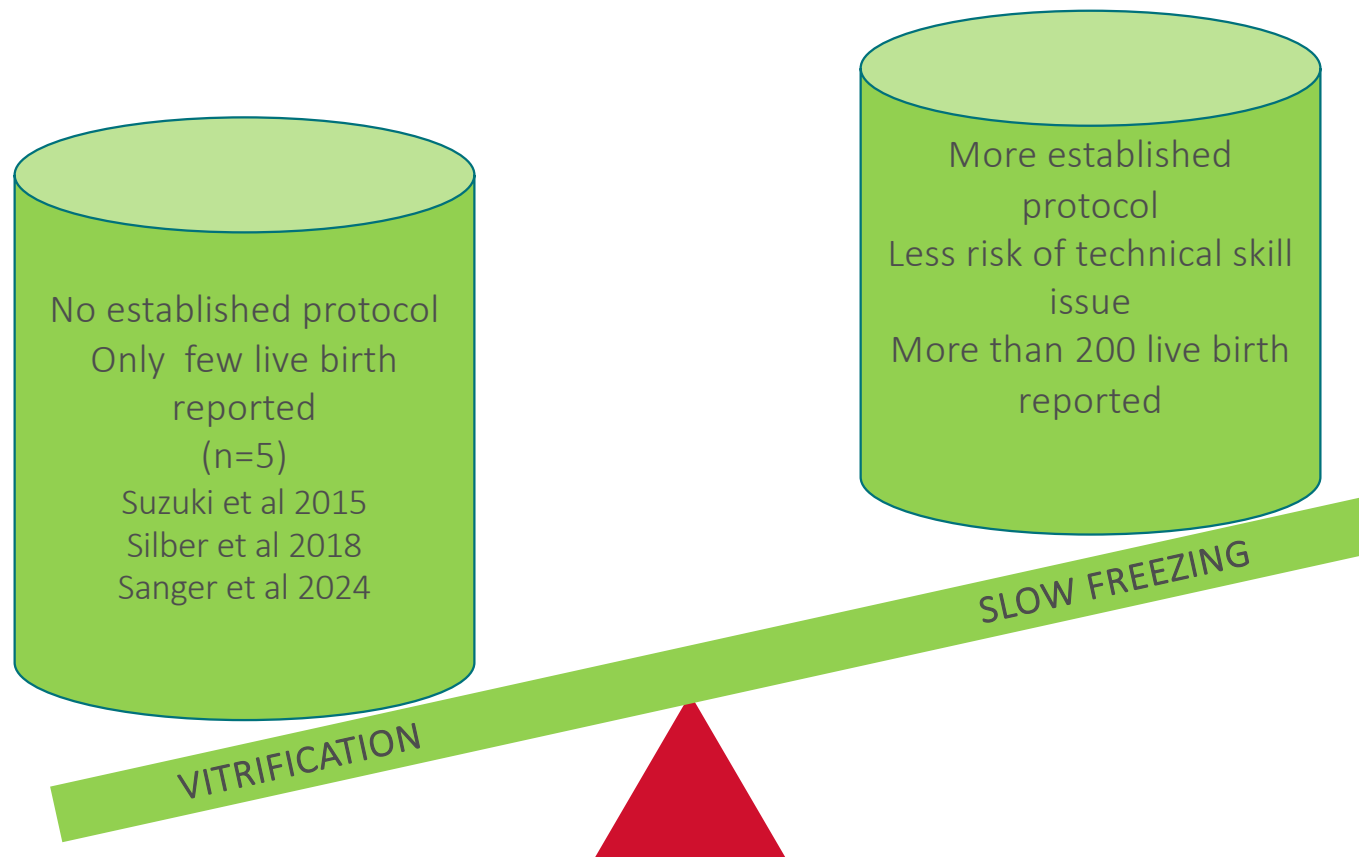 No established protocol
Only few live birth
reported
(n=5)
Suzuki et al 2015
Silber et al 2018
Sanger et al 2024
More established
protocol
Less risk of technical skill
issue
More than 200 live birth
reported
VITRIFICATION
SLOW FREEZING